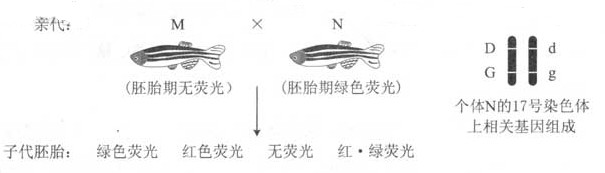 亲代： M × N
D d
G g
(胚胎期无荧光） (胚胎期绿色荧光)
个体N的17号染色体
上相关基因组成
子代胚胎： 绿色荧光 红色荧光 无荧光 红·绿荧光